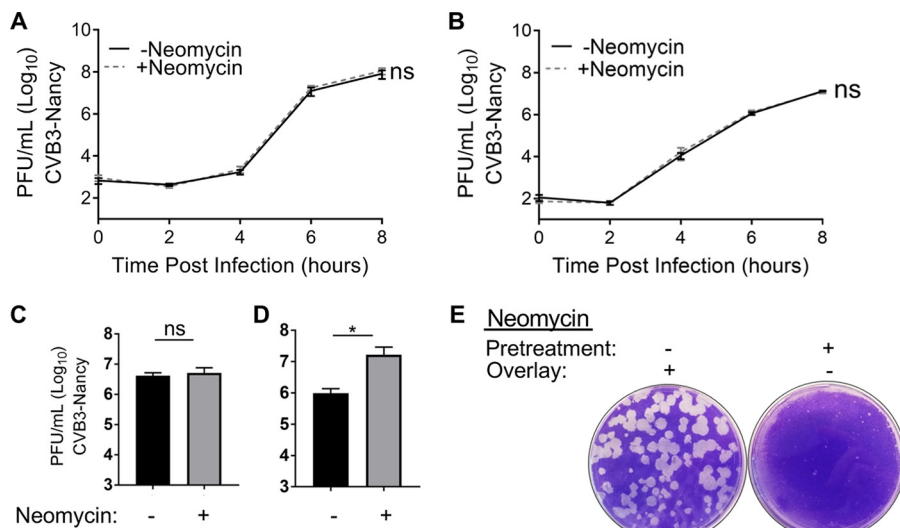 A
PFU/mL (Log10)
CVB3-Nancy
10
8
6
4
2
-Neomycin
+Neomycin
ns
0 2 4 6 8
Time Post Infection (hours)
B
PFU/mL (Log10)
CVB3-Nancy
10
8
6
4
2
-Neomycin
+Neomycin
ns
0 2 4 6 8
Time Post Infection (hours)
C
PFU/mL (Log10)
CVB3-Nancy
8
7
6
5
4
3
ns
D
8
7
6
5
4
3
*
Neomycin: - + - +
E
Neomycin
Pretreatment: - +
Overlay: + -